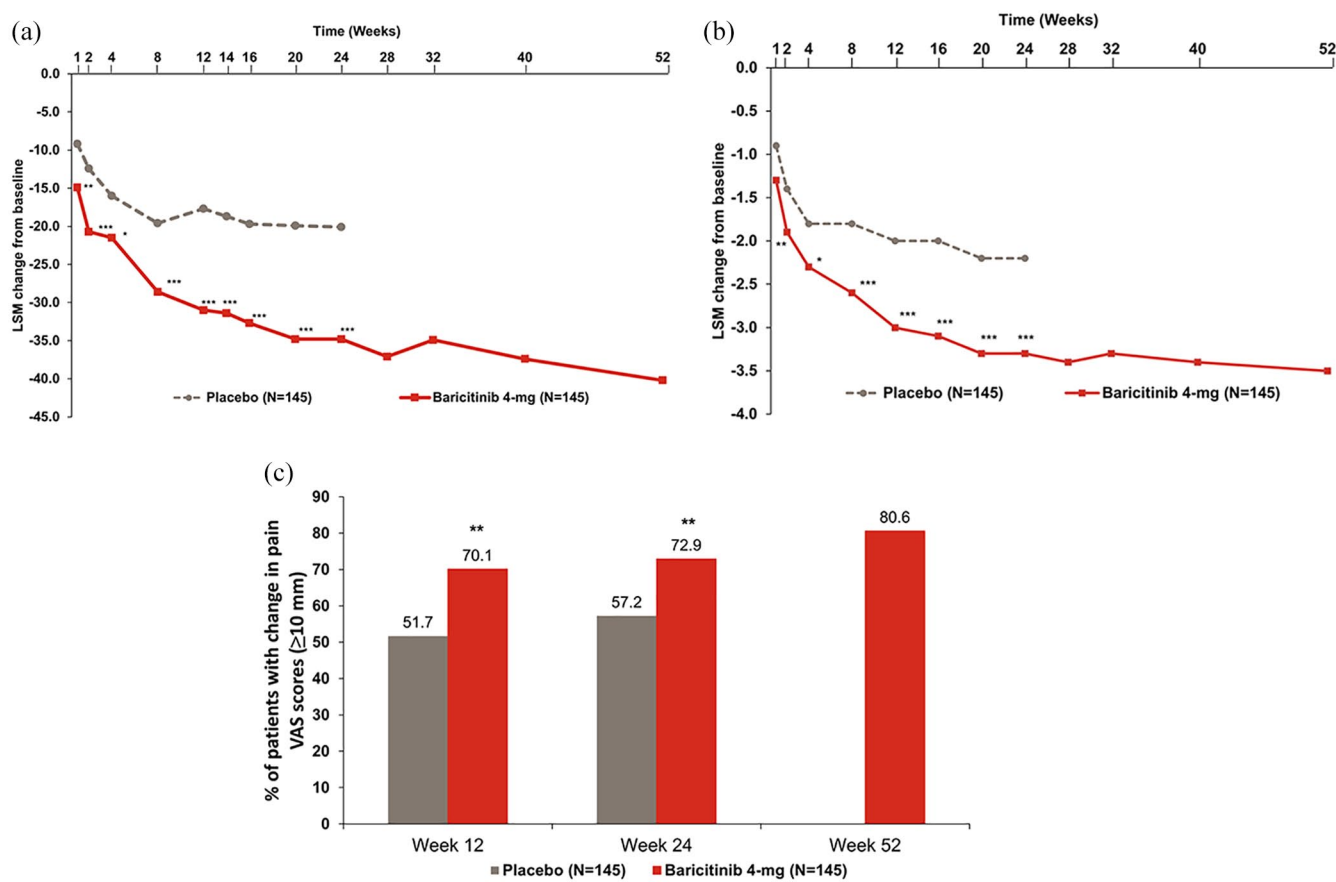 (a)
Time (Weeks)
1 2 4 8 12 14 16 20 24 28 32 40 52
0.0
-5.0
-10.0
-15.0
-20.0
-25.0
-30.0
-35.0
-40.0
-45.0
LSM change from baseline
**
***
*
***
***
***
***
***
***
Placebo (N=145)
Baricitinib 4-mg (N=145)
(b)
Time (Weeks)
1 2 4 8 12 16 20 24 28 32 40 52
0.0
-0.5
-1.0
-1.5
-2.0
-2.5
-3.0
-3.5
-4.0
LSM change from baseline
**
*
***
***
***
***
***
Placebo (N=145)
Baricitinib 4-mg (N=145)
(c)
% of patients with change in pain
VAS scores (≥10 mm)
90
80
70
60
50
40
30
20
10
0
51.7
**
70.1
57.2
**
72.9
80.6
Week 12
Week 24
Week 52
Placebo (N=145)
Baricitinib 4-mg (N=145)